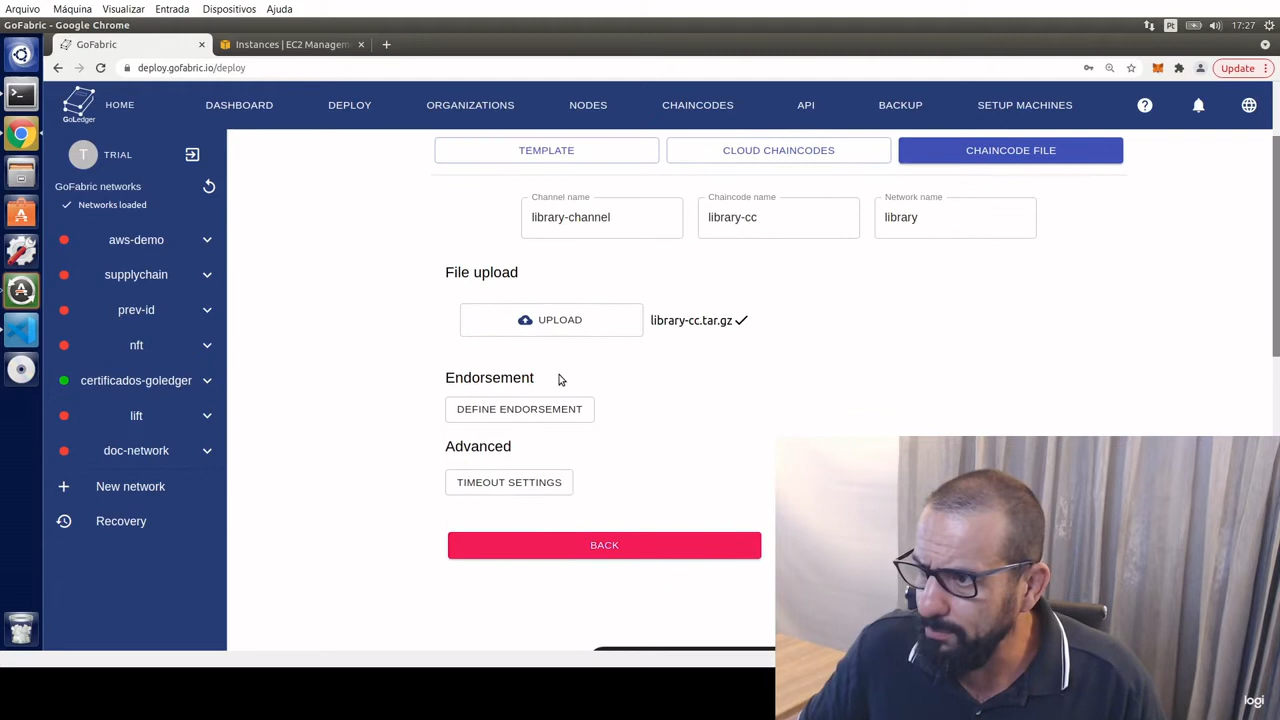 Arquivo Máquina Visualizar Entrada Dispositivos Ajuda
GoFabric - Google Chrome Pt 17:27
GoFabric Instances | EC2 Managem
deploy.gofabric.io/deploy Update
GoLedger HOME DASHBOARD DEPLOY ORGANIZATIONS NODES CHAINCODES API BACKUP SETUP MACHINES
T TRIAL
GoFabric networks
Networks loaded
aws-demo
supplychain
prev-id
nft
certificados-goledger
lift
doc-network
New network
Recovery
TEMPLATE CLOUD CHAINCODES CHAINCODE FILE
Channel name Chaincode name Network name
library-channel library-cc library
File upload
UPLOAD library-cc.tar.gz
Endorsement
DEFINE ENDORSEMENT
Advanced
TIMEOUT SETTINGS
BACK
logi